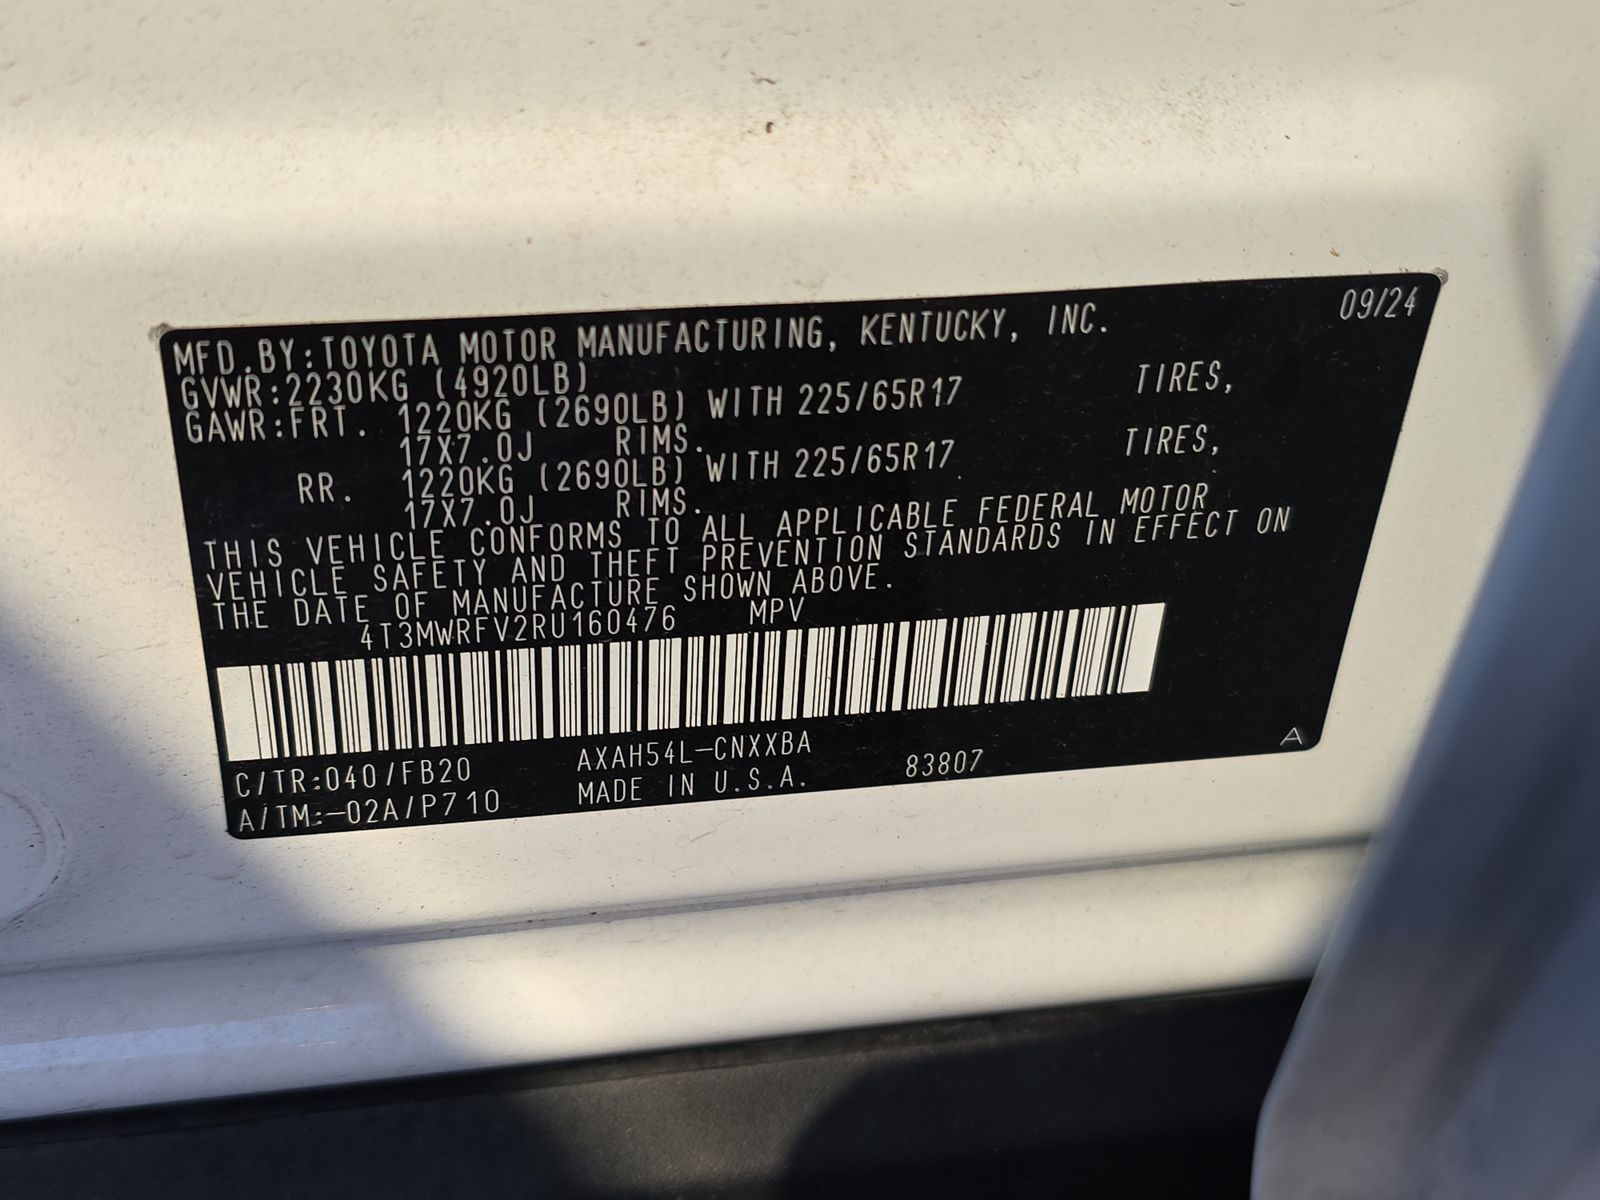 MFD.BY:TOYOTA MOTOR MANUFACTURING, KENTUCKY, INC. 09/24
GVWR:2230KG (4920LB)
GAWR:FRT. 1220KG (2690LB) WITH 225/65R17 TIRES,
17X7.0J RIMS.
RR. 1220KG (2690LB) WITH 225/65R17 TIRES,
17X7.0J RIMS.
THIS VEHICLE CONFORMS TO ALL APPLICABLE FEDERAL MOTOR
VEHICLE SAFETY AND THEFT PREVENTION STANDARDS IN EFFECT ON
THE DATE OF MANUFACTURE SHOWN ABOVE.
4T3MWRFV2RU160476 MPV
C/TR:040/FB20 AXAH54L-CNXXBA 83807 A
A/TM:-02A/P710 MADE IN U.S.A.